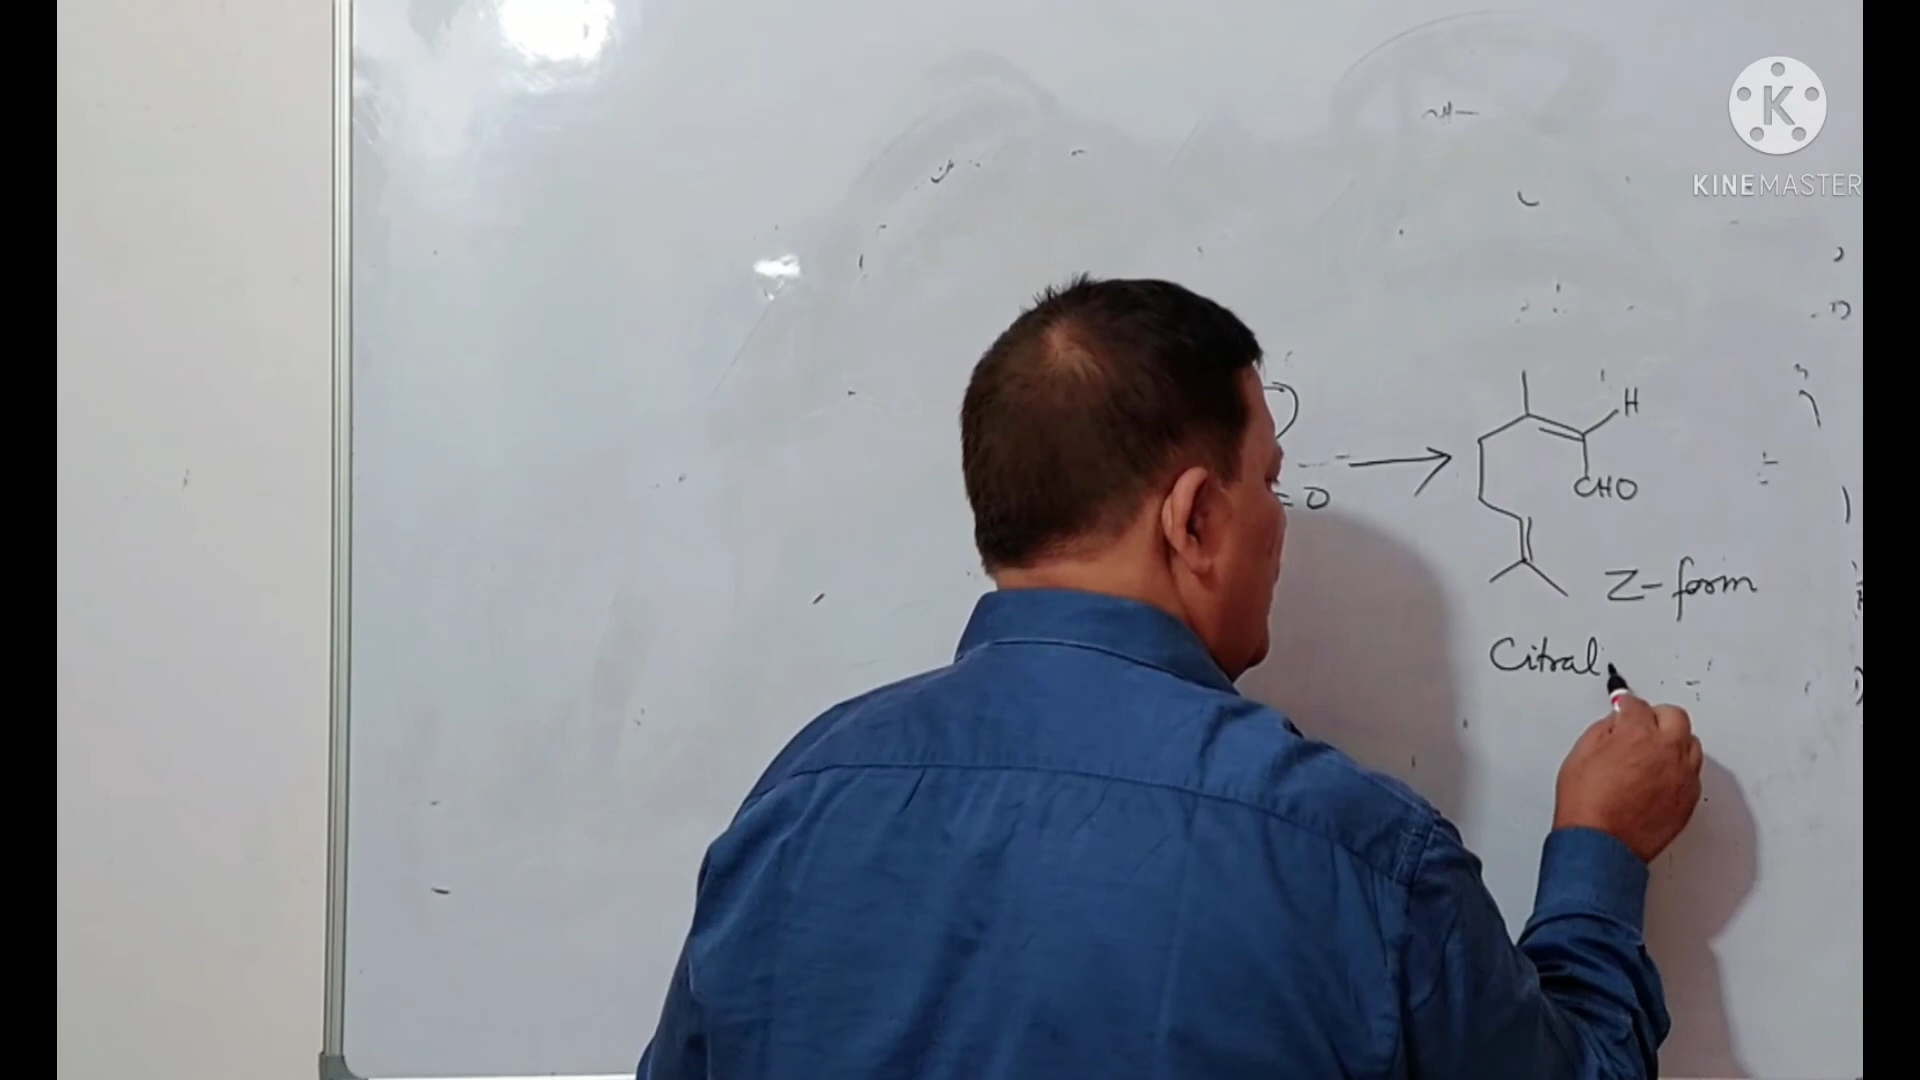 K
KINEMASTER
H
=O
CHO
Z-form
Citral